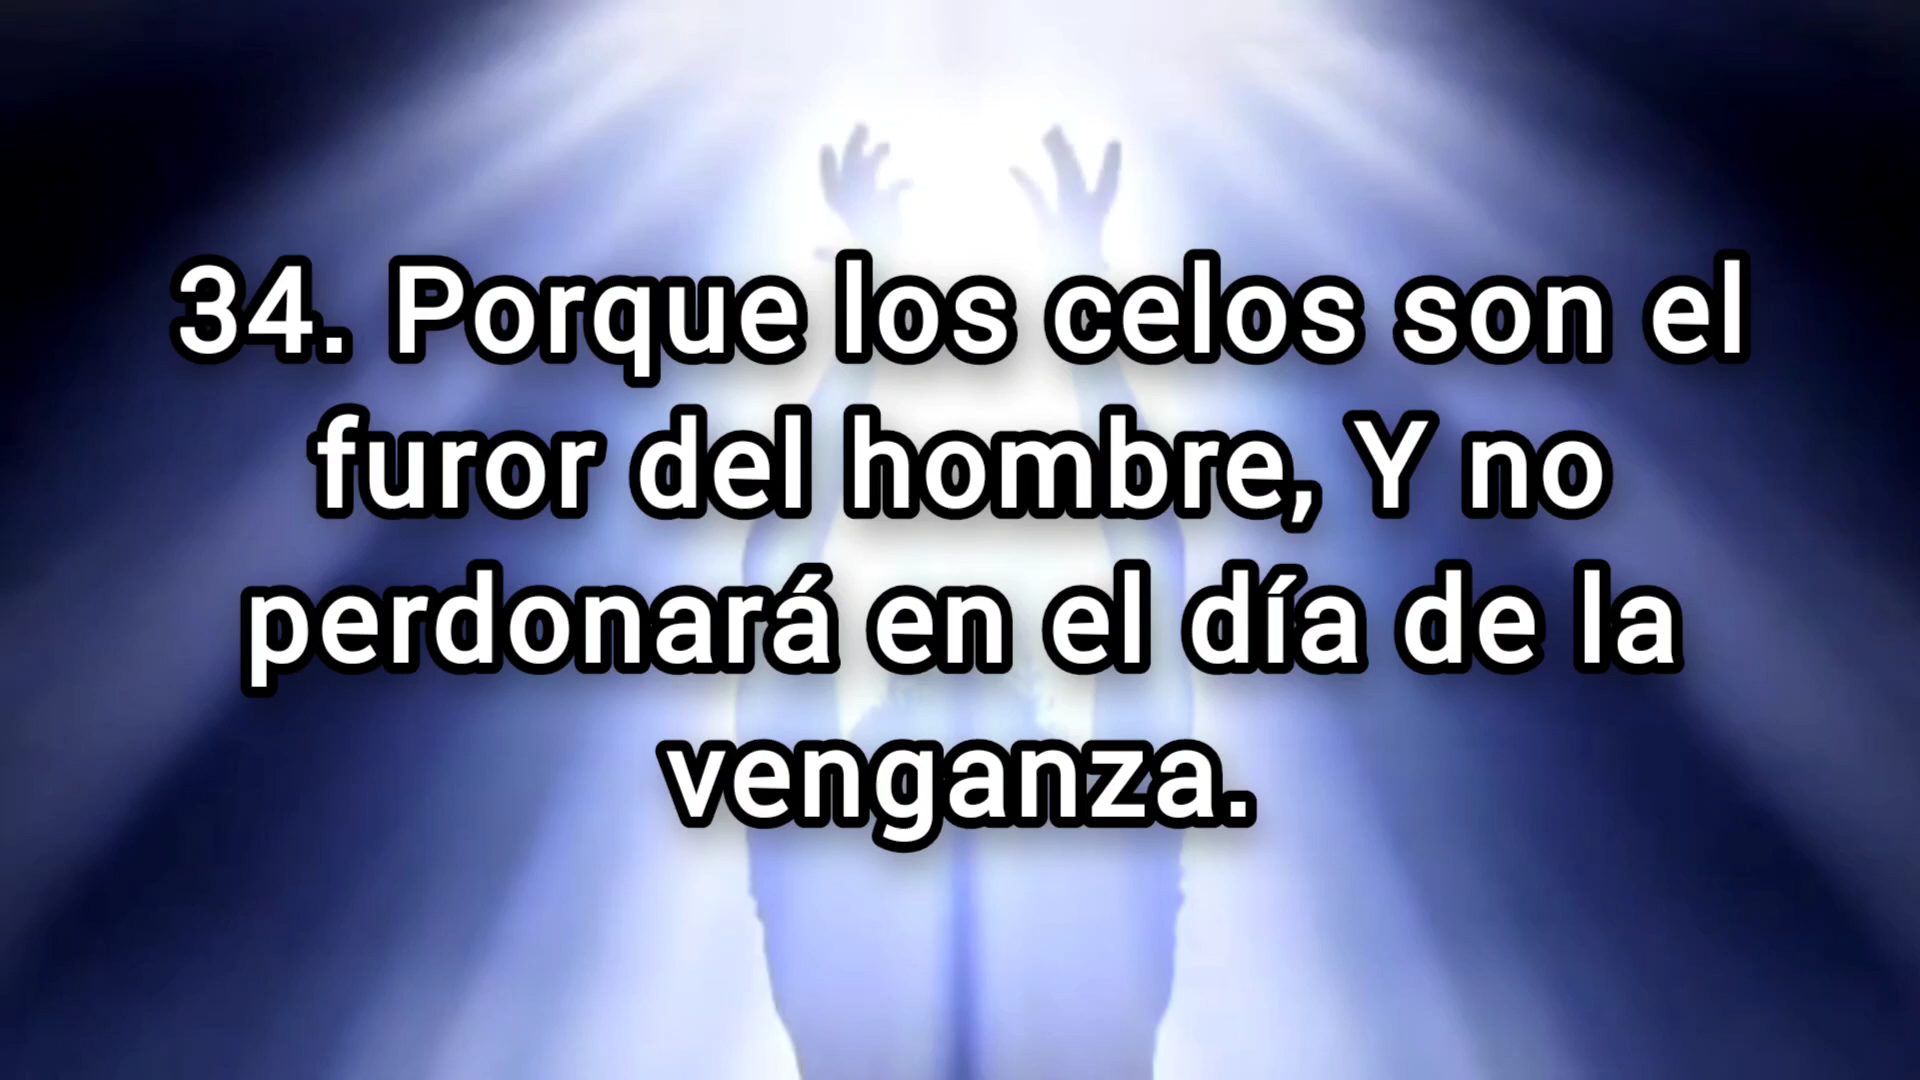 34. Porque los celos son el
furor del hombre, Y no
perdonará en el día de la
venganza.